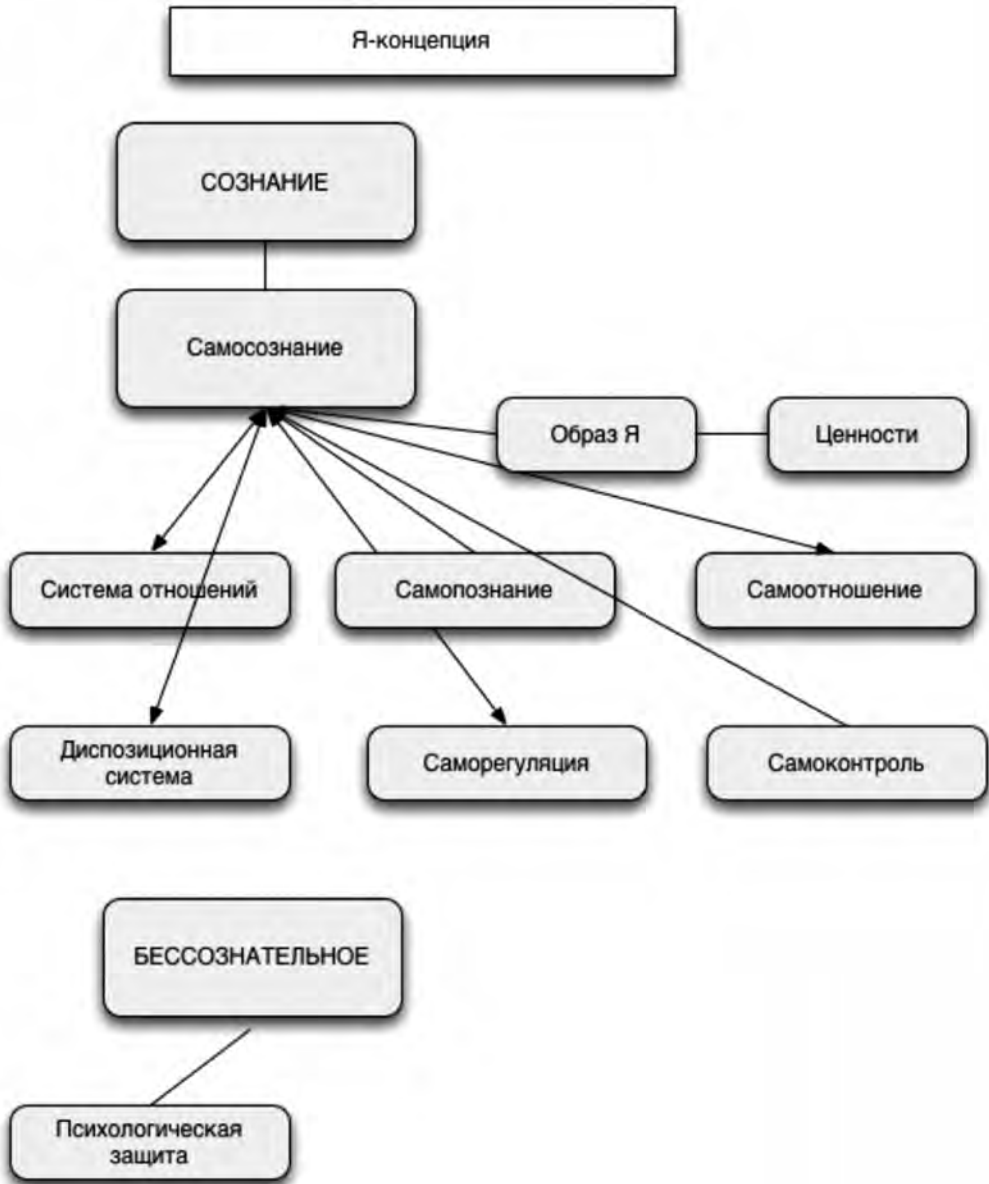 Я-концепция
СОЗНАНИЕ
Самосознание
Образ Я
Ценности
Система отношений
Самопознание
Самоотношение
Диспозиционная
система
Саморегуляция
Самоконтроль
БЕССОЗНАТЕЛЬНОЕ
Психологическая
защита